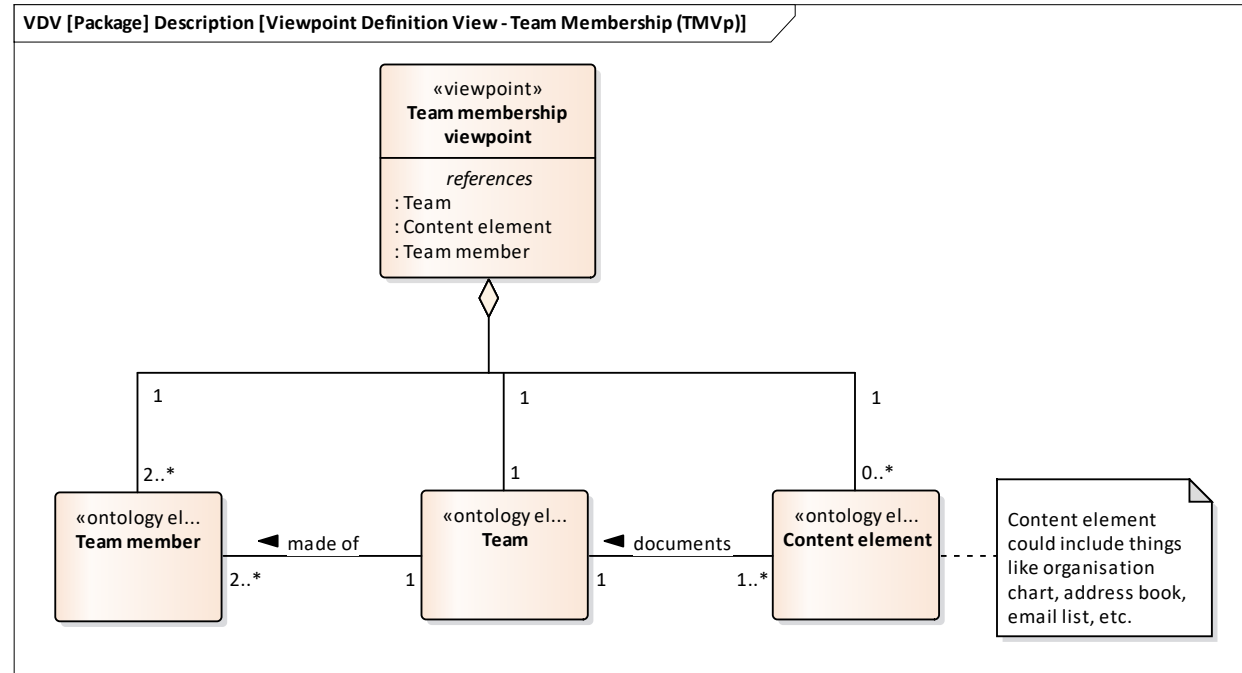 VDV [Package] Description [Viewpoint Definition View - Team Membership (TMVp)]
«viewpoint»
Team membership
viewpoint
references
: Team
: Content element
: Team member
1
1
1
2..*
1
0..*
«ontology el...
Team member
made of
2..*
1
«ontology el...
Team
documents
1
1..*
«ontology el...
Content element
Content element
could include things
like organisation
chart, address book,
email list, etc.